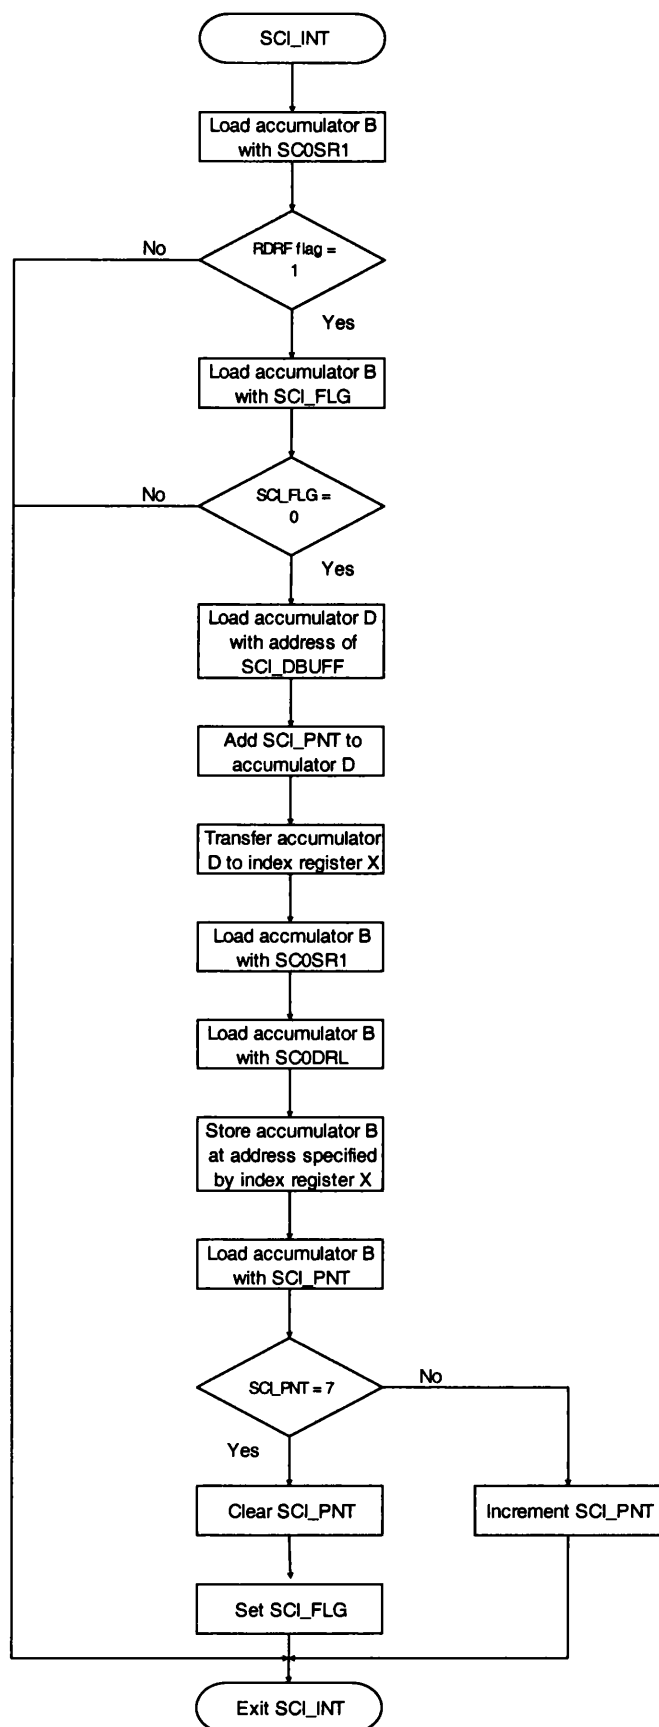 SCI_INT
Load accumulator B
with SC0SR1
No
RDRF flag =
1
Yes
Load accumulator B
with SCI_FLG
No
SCI_FLG =
0
Yes
Load accumulator D
with address of
SCI_DBUFF
Add SCI_PNT to
accumulator D
Transfer accumulator
D to index register X
Load accmulator B
with SC0SR1
Load accumulator B
with SC0DRL
Store accumulator B
at address specified
by index register X
Load accumulator B
with SCI_PNT
SCI_PNT = 7
No
Yes
Clear SCI_PNT
Increment SCI_PNT
Set SCI_FLG
Exit SCI_INT